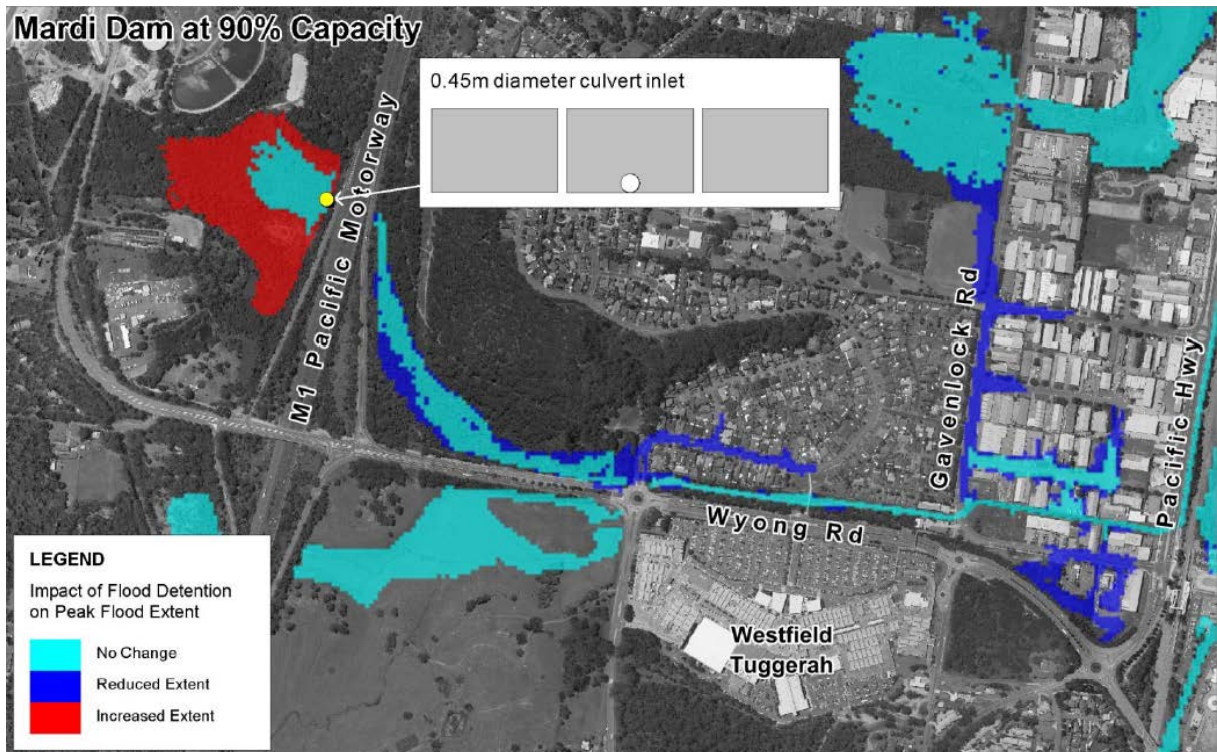 Mardi Dam at 90% Capacity
0.45m diameter culvert inlet
M1 Pacific Motorway
Gavenlock Rd
Pacific Hwy
Wyong Rd
Westfield
Tuggerah
LEGEND
Impact of Flood Detention
on Peak Flood Extent
No Change
Reduced Extent
Increased Extent